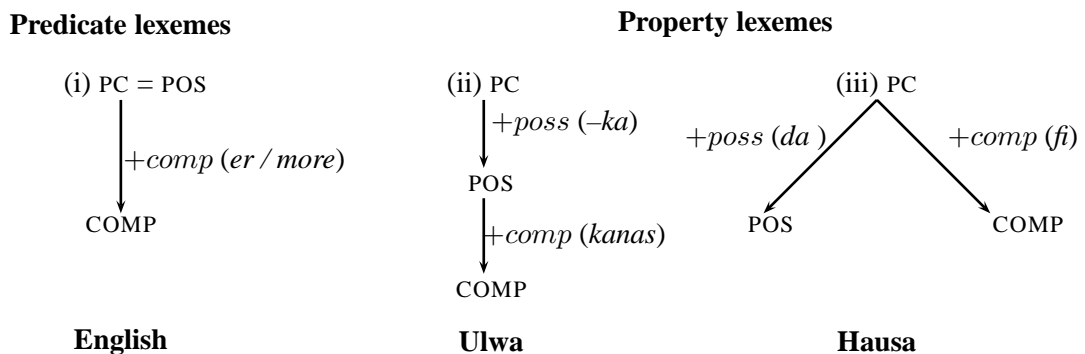 Predicate lexemes Property lexemes
(i) PC = POS (ii) PC (iii) PC
+poss (–ka) +poss (da ) +comp (fi)
+comp (er / more)
POS
COMP POS COMP
+comp (kanas)
COMP
English Ulwa Hausa